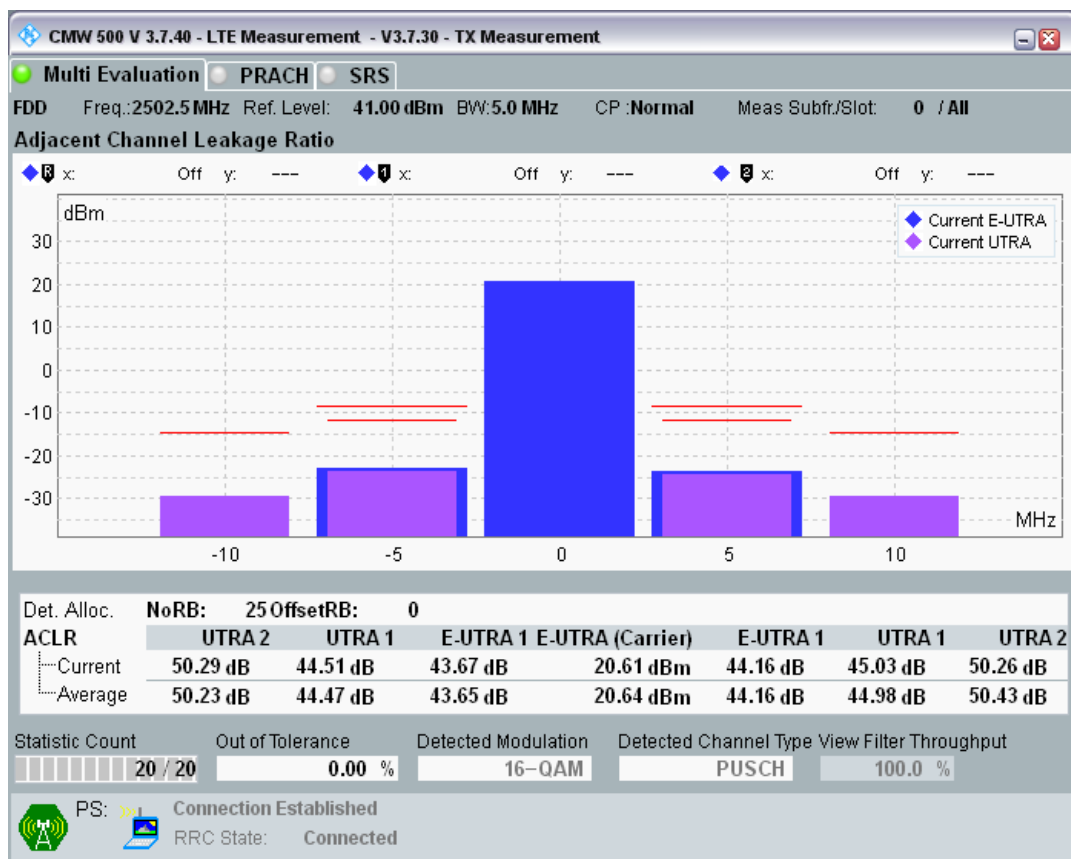 CMW 500 V 3.7.40 - LTE Measurement - V3.7.30 - TX Measurement
Multi Evaluation PRACH SRS
FDD Freq.:2502.5 MHz Ref. Level: 41.00 dBm BW:5.0 MHz CP :Normal Meas Subfr./Slot: 0 / All
Adjacent Channel Leakage Ratio
R x: Off y: --- 1 x: Off y: --- 2 x: Off y: ---
dBm
Current E-UTRA
Current UTRA
30
20
10
0
-10
-20
-30
MHz
-10 -5 0 5 10
Det. Alloc. NoRB: 25 OffsetRB: 0
ACLR UTRA 2 UTRA 1 E-UTRA 1 E-UTRA (Carrier) E-UTRA 1 UTRA 1 UTRA 2
Current 50.29 dB 44.51 dB 43.67 dB 20.61 dBm 44.16 dB 45.03 dB 50.26 dB
Average 50.23 dB 44.47 dB 43.65 dB 20.64 dBm 44.16 dB 44.98 dB 50.43 dB
Statistic Count Out of Tolerance Detected Modulation Detected Channel Type View Filter Throughput
20 / 20 0.00 % 16-QAM PUSCH 100.0 %
PS: Connection Established
RRC State: Connected